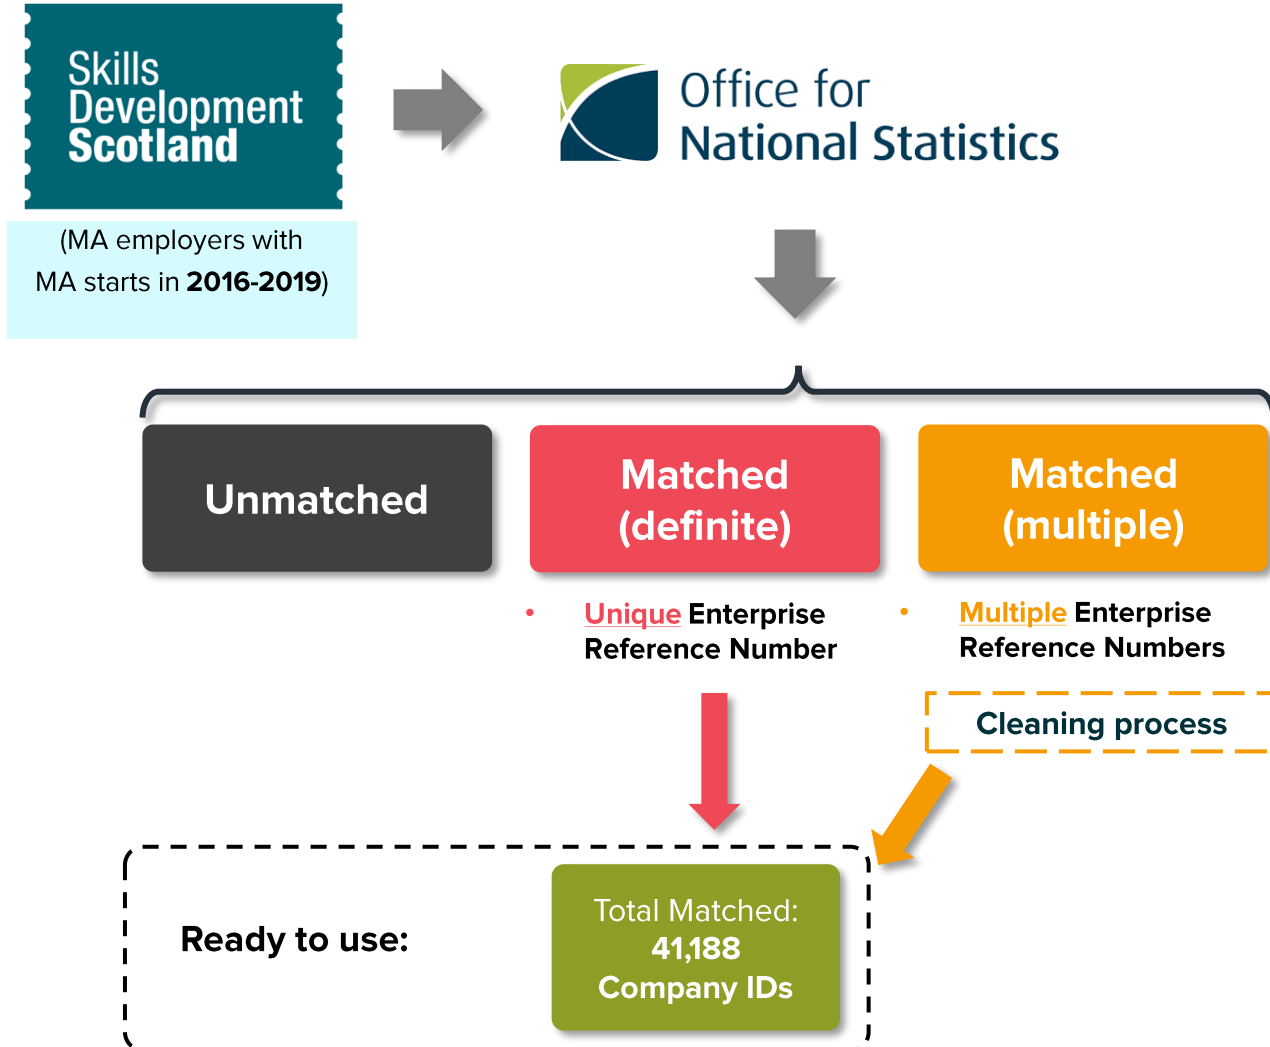 Skills
Development
Scotland
Office for
National Statistics
(MA employers with
MA starts in 2016-2019)
Unmatched
Matched
(definite)
Matched
(multiple)
• Unique Enterprise
Reference Number
• Multiple Enterprise
Reference Numbers
Cleaning process
Ready to use:
Total Matched:
41,188
Company IDs